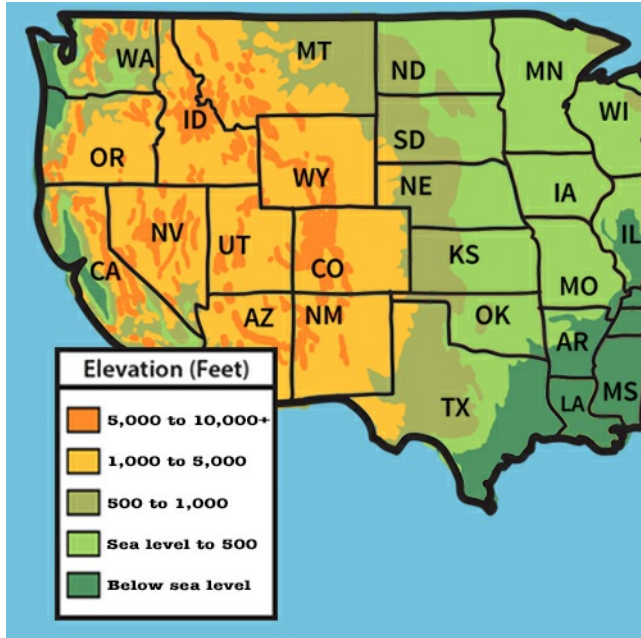 WA
MT
ND
MN
WI
ID
OR
SD
WY
NE
IA
IL
NV
UT
CA
CO
KS
MO
AZ
NM
OK
AR
TX
LA
MS
Elevation (Feet)
5,000 to 10,000+
1,000 to 5,000
500 to 1,000
Sea level to 500
Below sea level